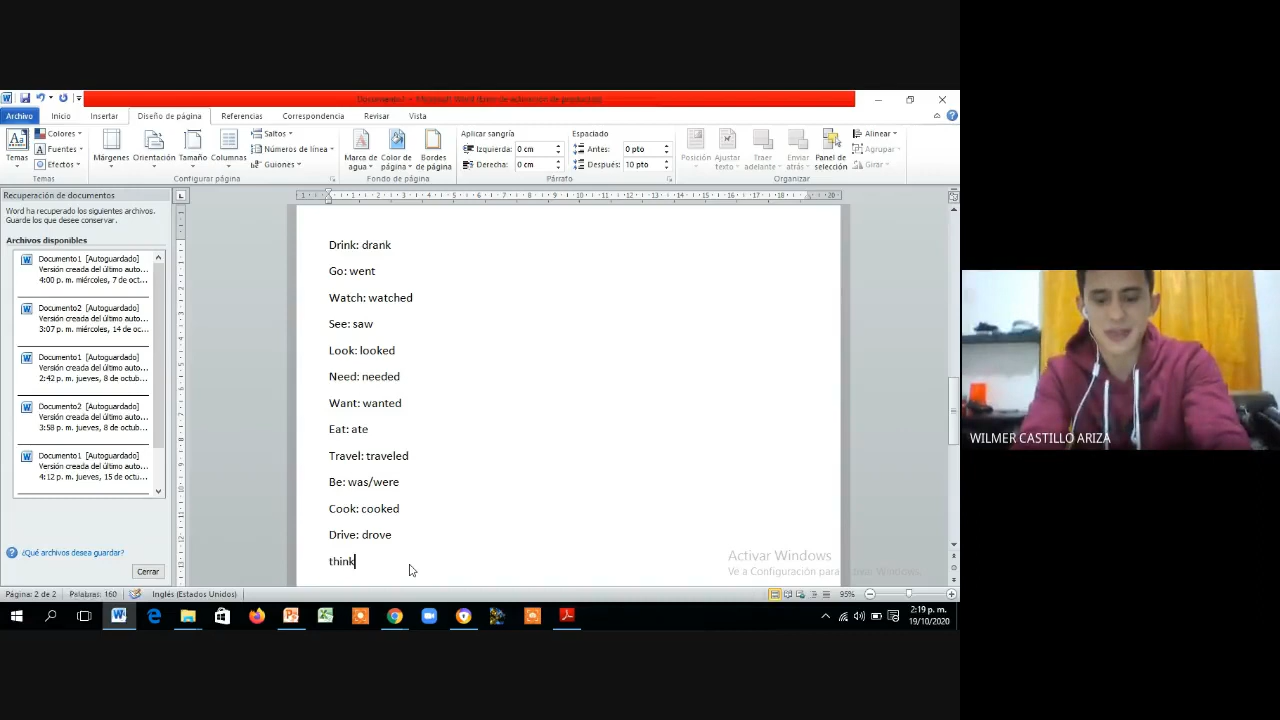 Archivo Inicio Insertar Diseño de página Referencias Correspondencia Revisar Vista
Temas
Colores
Fuentes
Efectos
Temas
Márgenes Orientación Tamaño Columnas
Saltos
Números de línea
Guiones
Configurar página
Marca de agua Color de página Bordes de página
Fondo de página
Aplicar sangría
Izquierda: 0 cm
Derecha: 0 cm
Espaciado
Antes: 0 pto
Después: 10 pto
Párrafo
Posición Ajustar texto Traer adelante Enviar atrás Panel de selección
Alinear
Agrupar
Girar
Organizar
Recuperación de documentos
Word ha recuperado los siguientes archivos.
Guarde los que desee conservar.
Archivos disponibles
Documento1 [Autoguardado]
Versión creada del último auto...
4:00 p. m. miércoles, 7 de oct...
Documento2 [Autoguardado]
Versión creada del último auto...
3:07 p. m. miércoles, 14 de oc...
Documento1 [Autoguardado]
Versión creada del último auto...
2:42 p. m. jueves, 8 de octub...
Documento2 [Autoguardado]
Versión creada del último auto...
3:58 p. m. jueves, 8 de octub...
Documento1 [Autoguardado]
Versión creada del último auto...
4:12 p. m. jueves, 15 de octu...
¿Qué archivos desea guardar?
Cerrar
Drink: drank
Go: went
Watch: watched
See: saw
Look: looked
Need: needed
Want: wanted
Eat: ate
Travel: traveled
Be: was/were
Cook: cooked
Drive: drove
think
Activar Windows
Ve a Configuración para activar Windows.
Página: 2 de 2 Palabras: 160 Inglés (Estados Unidos) 95%
2:19 p. m.
19/10/2020
WILMER CASTILLO ARIZA